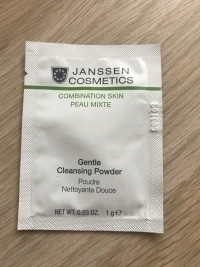 JANSSEN
COSMETICS
COMBINATION SKIN
PEAU MIXTE
Gentle
Cleansing Powder
Poudre
Nettoyante Douce
NET WT. 0.03 OZ. 1 g e